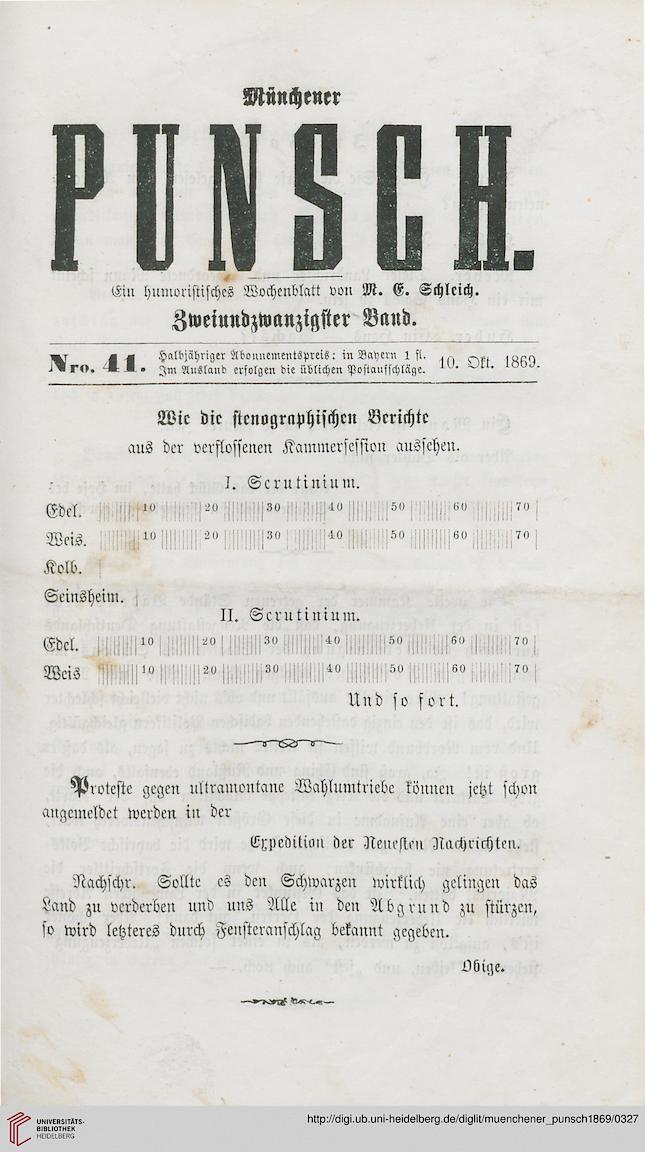 Münchener
PUNSCH.
Ein humoristisches Wochenblatt von M. E. Schleich.
Zweiundzwanzigster Band.
Nro. 41.
Halbjähriger Abonnementspreis: in Bayern 1 fl.
Im Ausland erfolgen die üblichen Postaufschläge.
10. Okt. 1869.
Wie die stenographischen Berichte
aus der verflossenen Kammersession aussehen.
I. Scrutinium.
Edel. 10 20 30 40 50 60 70
Weis. 10 20 30 40 50 60 70
Kolb.
Seinsheim.
II. Scrutinium.
Edel. 10 20 30 40 50 60 70
Weis 10 20 30 40 50 60 70
Und so fort.
Proteste gegen ultramontane Wahlumtriebe können jetzt schon
angemeldet werden in der
Expedition der Neuesten Nachrichten.
Nachschr. Sollte es den Schwarzen wirklich gelingen das
Land zu verderben und uns Alle in den Abgrund zu stürzen,
so wird letzteres durch Fensteranschlag bekannt gegeben.
Obige.
UNIVERSITÄTS-
BIBLIOTHEK
HEIDELBERG
http://digi.ub.uni-heidelberg.de/diglit/muenchener_punsch1869/0327